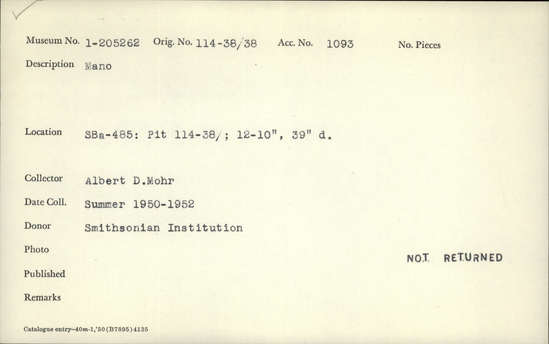 Museum No. 1-205262 Orig. No. 114-38/38 Acc. No. 1093 No. Pieces
Description Mano
Location SBa-485: Pit 114-38/; 12-10", 39" d.
Collector Albert D.Mohr
Date Coll. Summer 1950-1952
Donor Smithsonian Institution
Photo
NOT RETURNED
Published
Remarks
Catalogue entry—40m-1,'50(B7895)4135